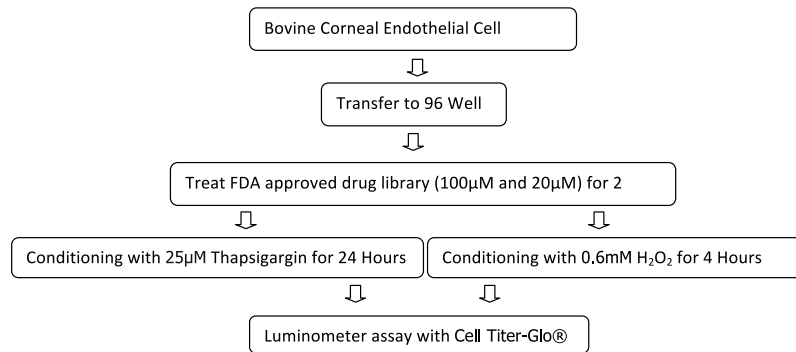 Bovine Corneal Endothelial Cell
Transfer to 96 Well
Treat FDA approved drug library (100μM and 20μM) for 2
Conditioning with 25μM Thapsigargin for 24 Hours
Conditioning with 0.6mM H₂O₂ for 4 Hours
Luminometer assay with Cell Titer-Glo®